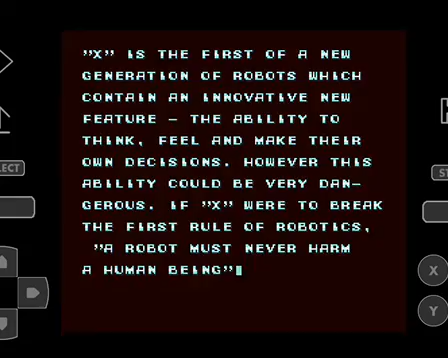 "X" IS THE FIRST OF A NEW
GENERATION OF ROBOTS WHICH
CONTAIN AN INNOVATIVE NEW
FEATURE – THE ABILITY TO
THINK, FEEL AND MAKE THEIR
OWN DECISIONS. HOWEVER THIS
ABILITY COULD BE VERY DAN–
GEROUS. IF "X" WERE TO BREAK
THE FIRST RULE OF ROBOTICS,
"A ROBOT MUST NEVER HARM
A HUMAN BEING"
LECT
ST
X
Y